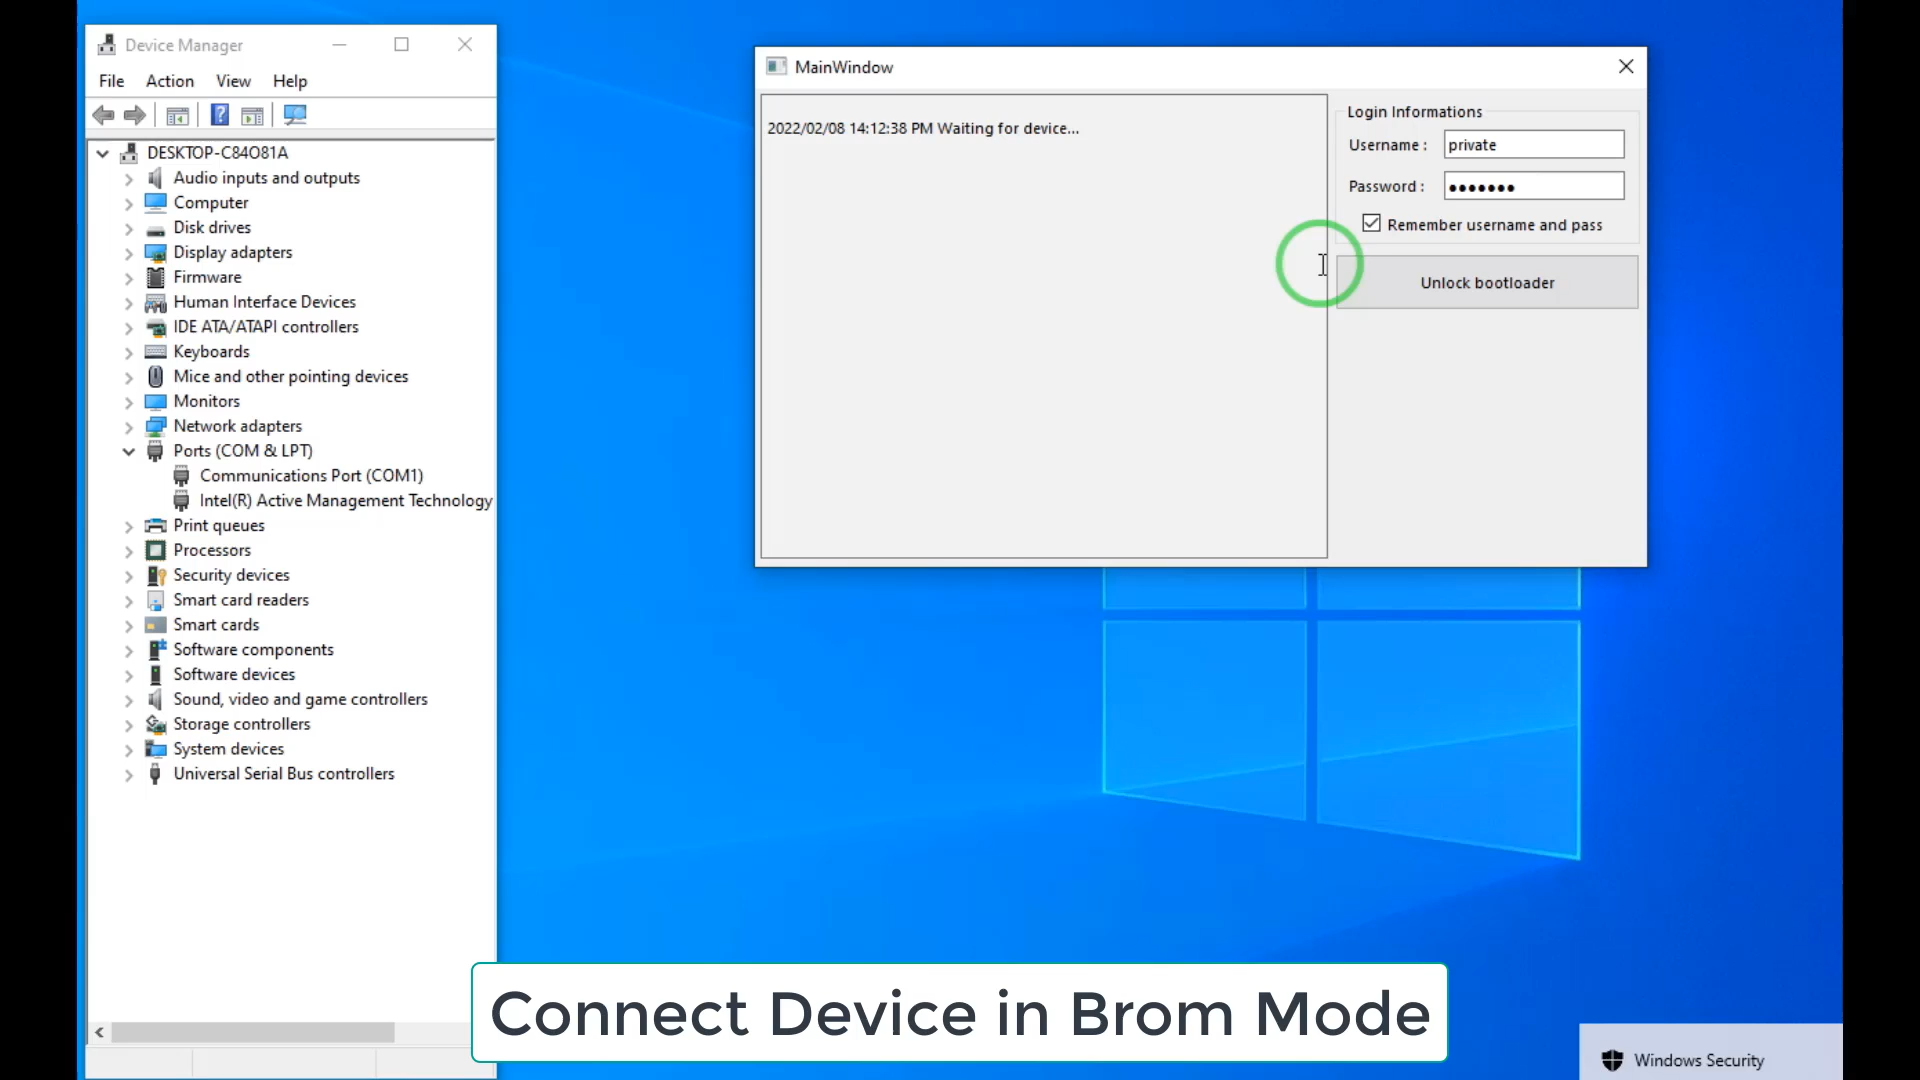 Device Manager
File Action View Help
DESKTOP-C84O81A
Audio inputs and outputs
Computer
Disk drives
Display adapters
Firmware
Human Interface Devices
IDE ATA/ATAPI controllers
Keyboards
Mice and other pointing devices
Monitors
Network adapters
Ports (COM & LPT)
Communications Port (COM1)
Intel(R) Active Management Technology
Print queues
Processors
Security devices
Smart card readers
Smart cards
Software components
Software devices
Sound, video and game controllers
Storage controllers
System devices
Universal Serial Bus controllers
MainWindow
2022/02/08 14:12:38 PM Waiting for device...
Login Informations
Username : private
Password : •••••••
Remember username and pass
Unlock bootloader
Connect Device in Brom Mode
Windows Security